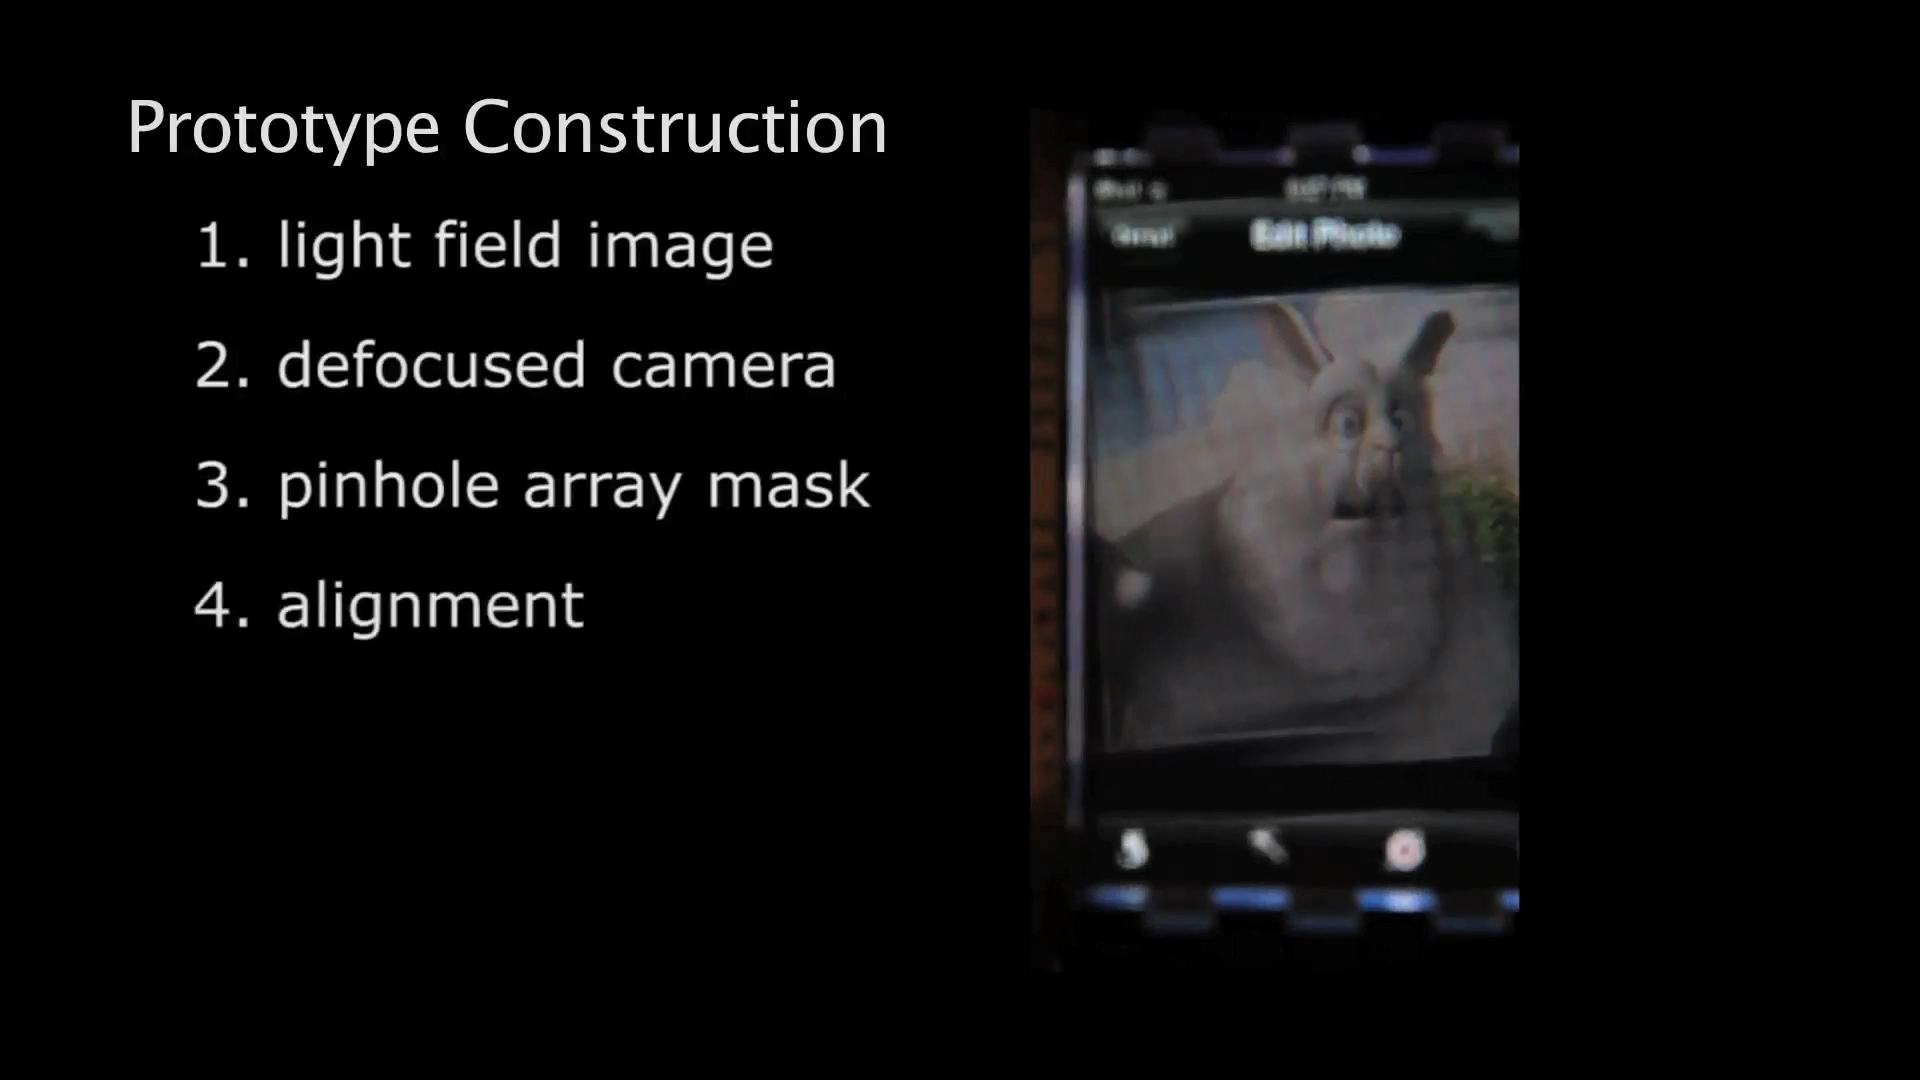 Prototype Construction
1. light field image
2. defocused camera
3. pinhole array mask
4. alignment
Edit Photo